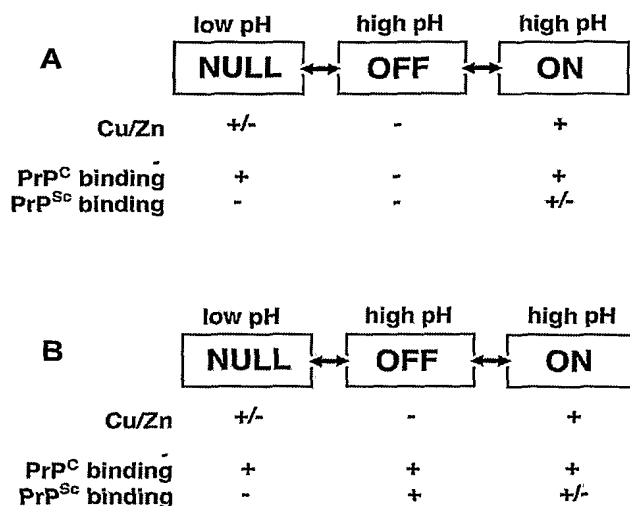 low pH high pH high pH
A NULL OFF ON
Cu/Zn +/- - +
PrP^C binding + - +
PrP^Sc binding - - +/-
low pH high pH high pH
B NULL OFF ON
Cu/Zn +/- - +
PrP^C binding + + +
PrP^Sc binding - + +/-